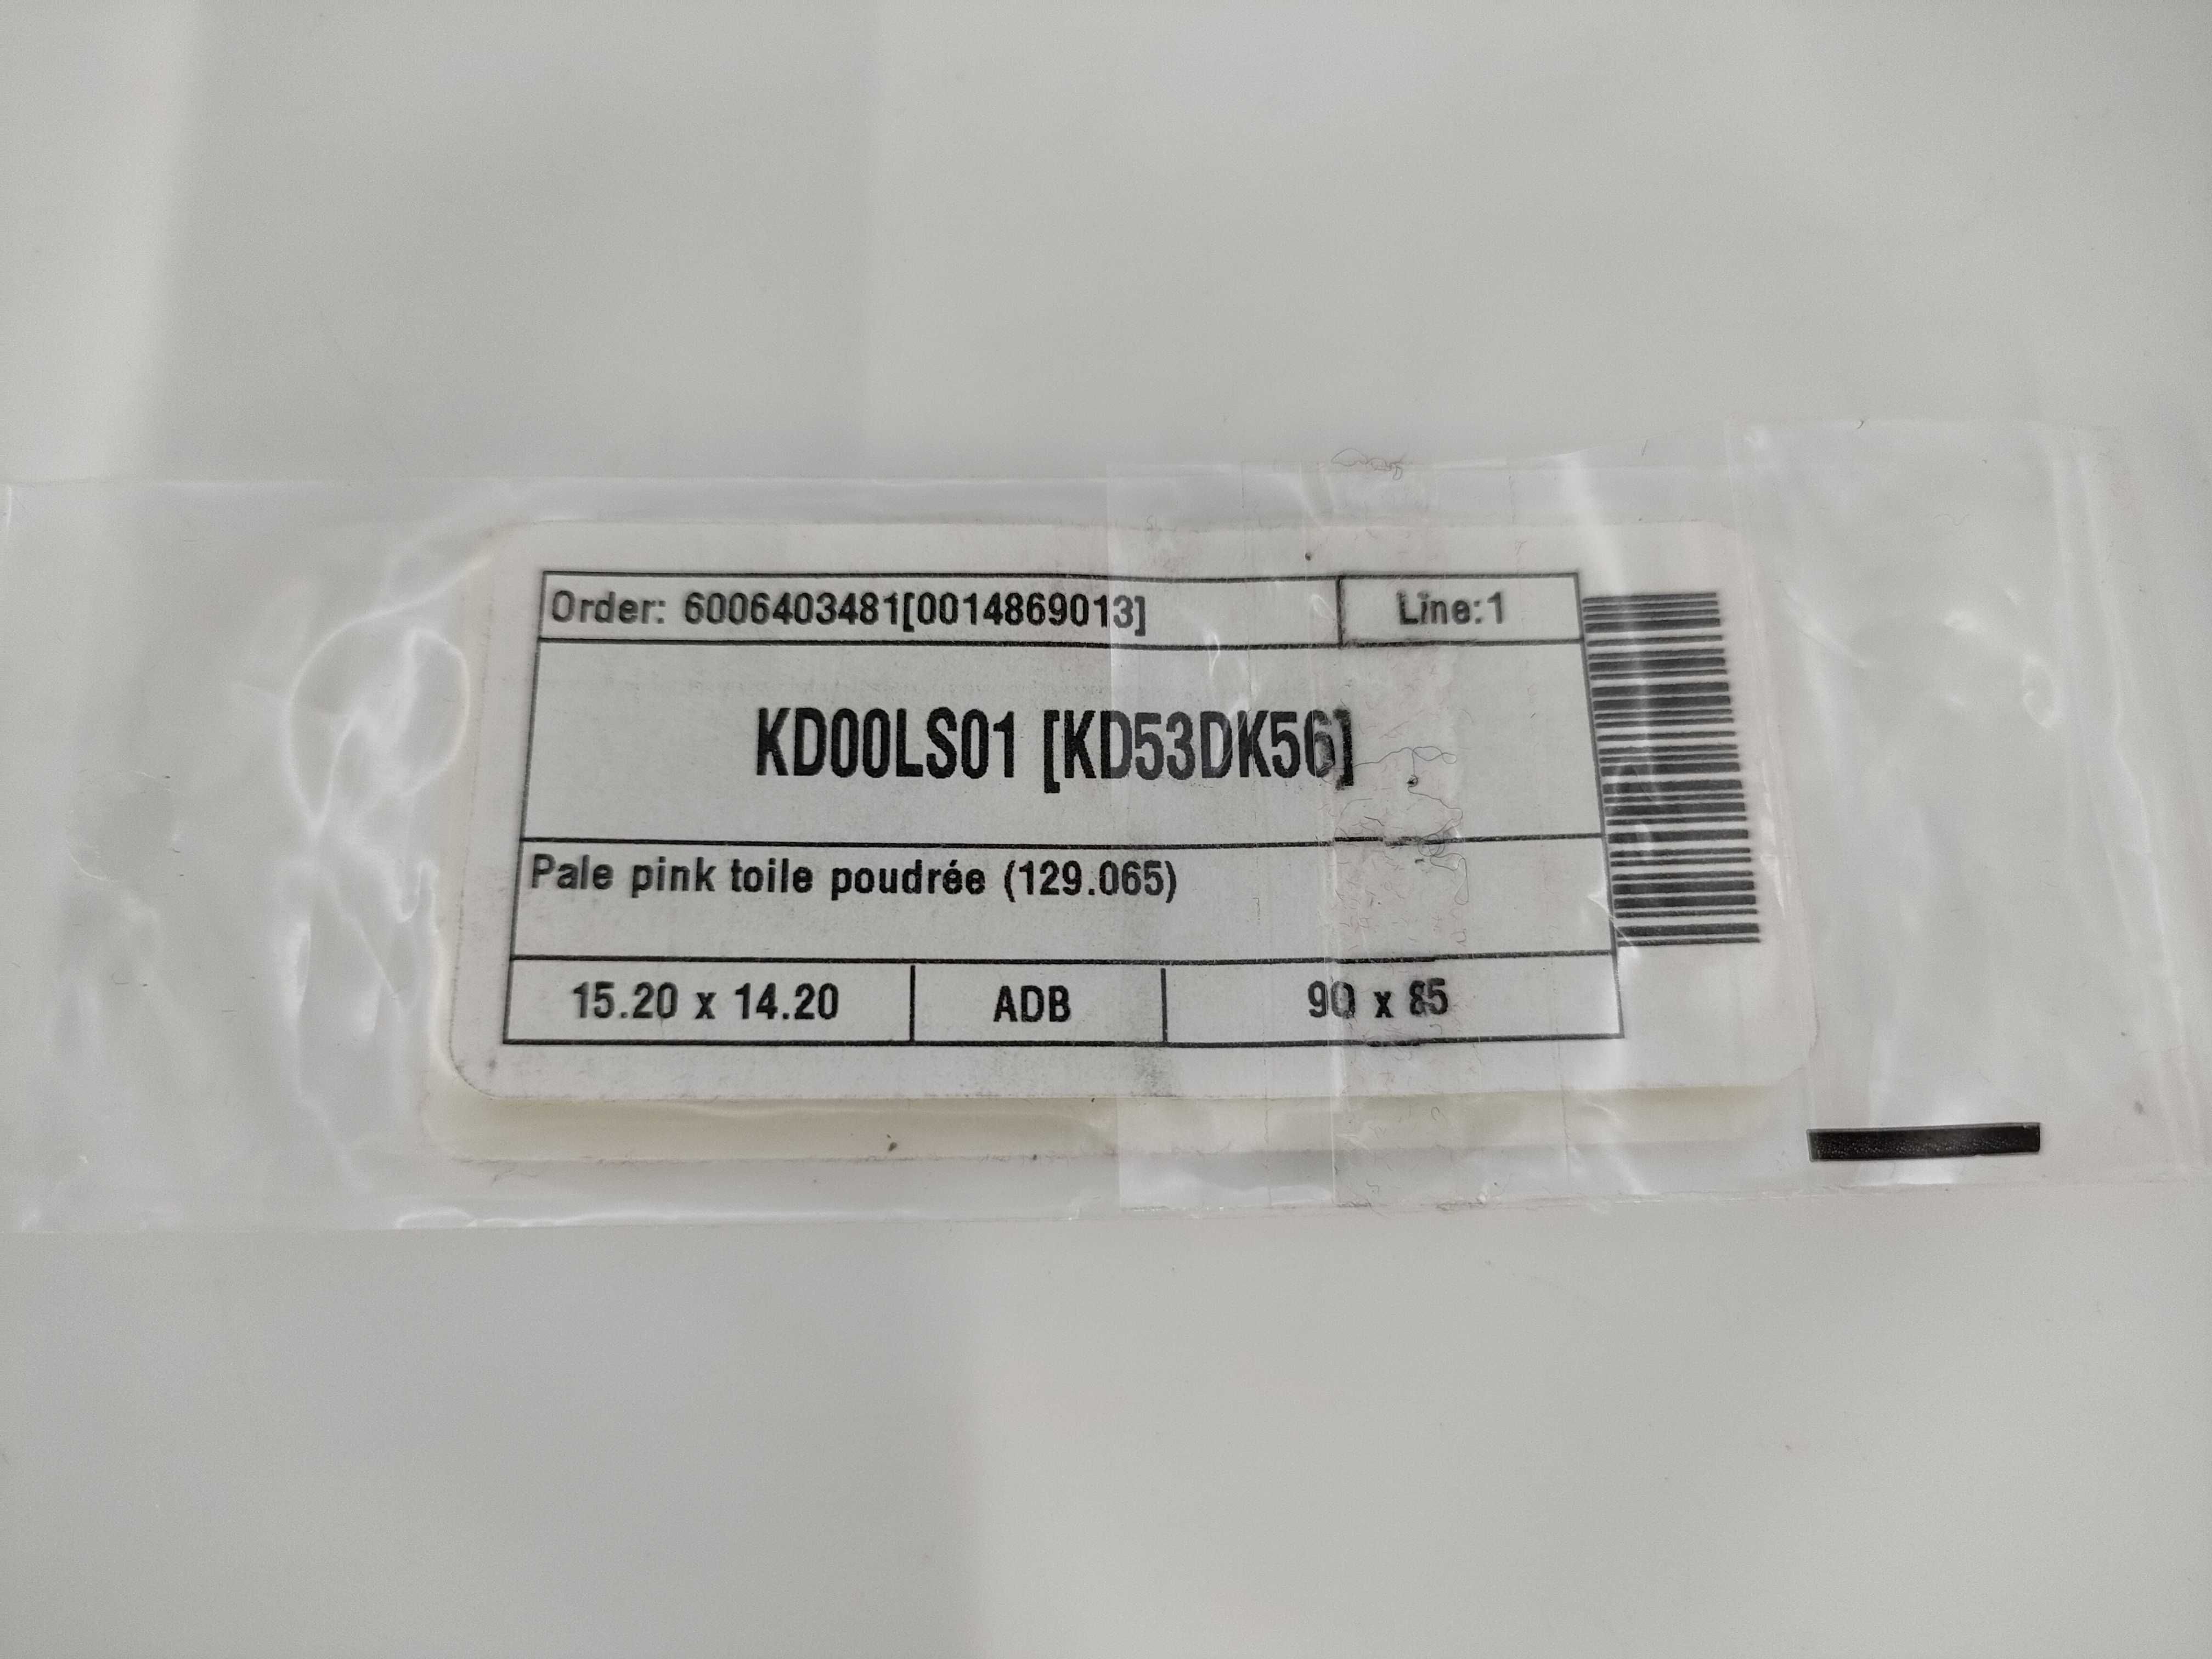 Order: 6006403481[0014869013] Line:1
KD00LS01 [KD53DK56]
Pale pink toile poudrée (129.065)
15.20 x 14.20 ADB 90 x 85